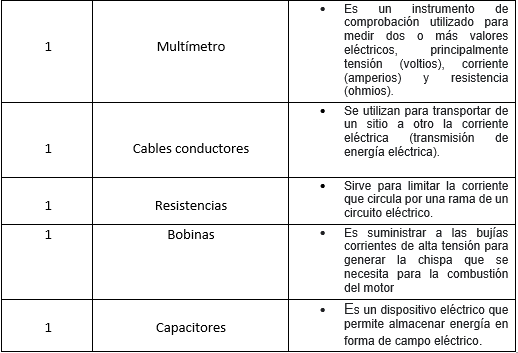 • Es un instrumento de
comprobación utilizado para
medir dos o más valores
eléctricos, principalmente
tensión (voltios), corriente
(amperios) y resistencia
(ohmios).
1 Multímetro
• Se utilizan para transportar de
un sitio a otro la corriente
eléctrica (transmisión de
energía eléctrica).
1 Cables conductores
• Sirve para limitar la corriente
que circula por una rama de un
circuito eléctrico.
1 Resistencias
1 Bobinas
• Es suministrar a las bujías
corrientes de alta tensión para
generar la chispa que se
necesita para la combustión
del motor
1 Capacitores
• Es un dispositivo eléctrico que
permite almacenar energía en
forma de campo eléctrico.